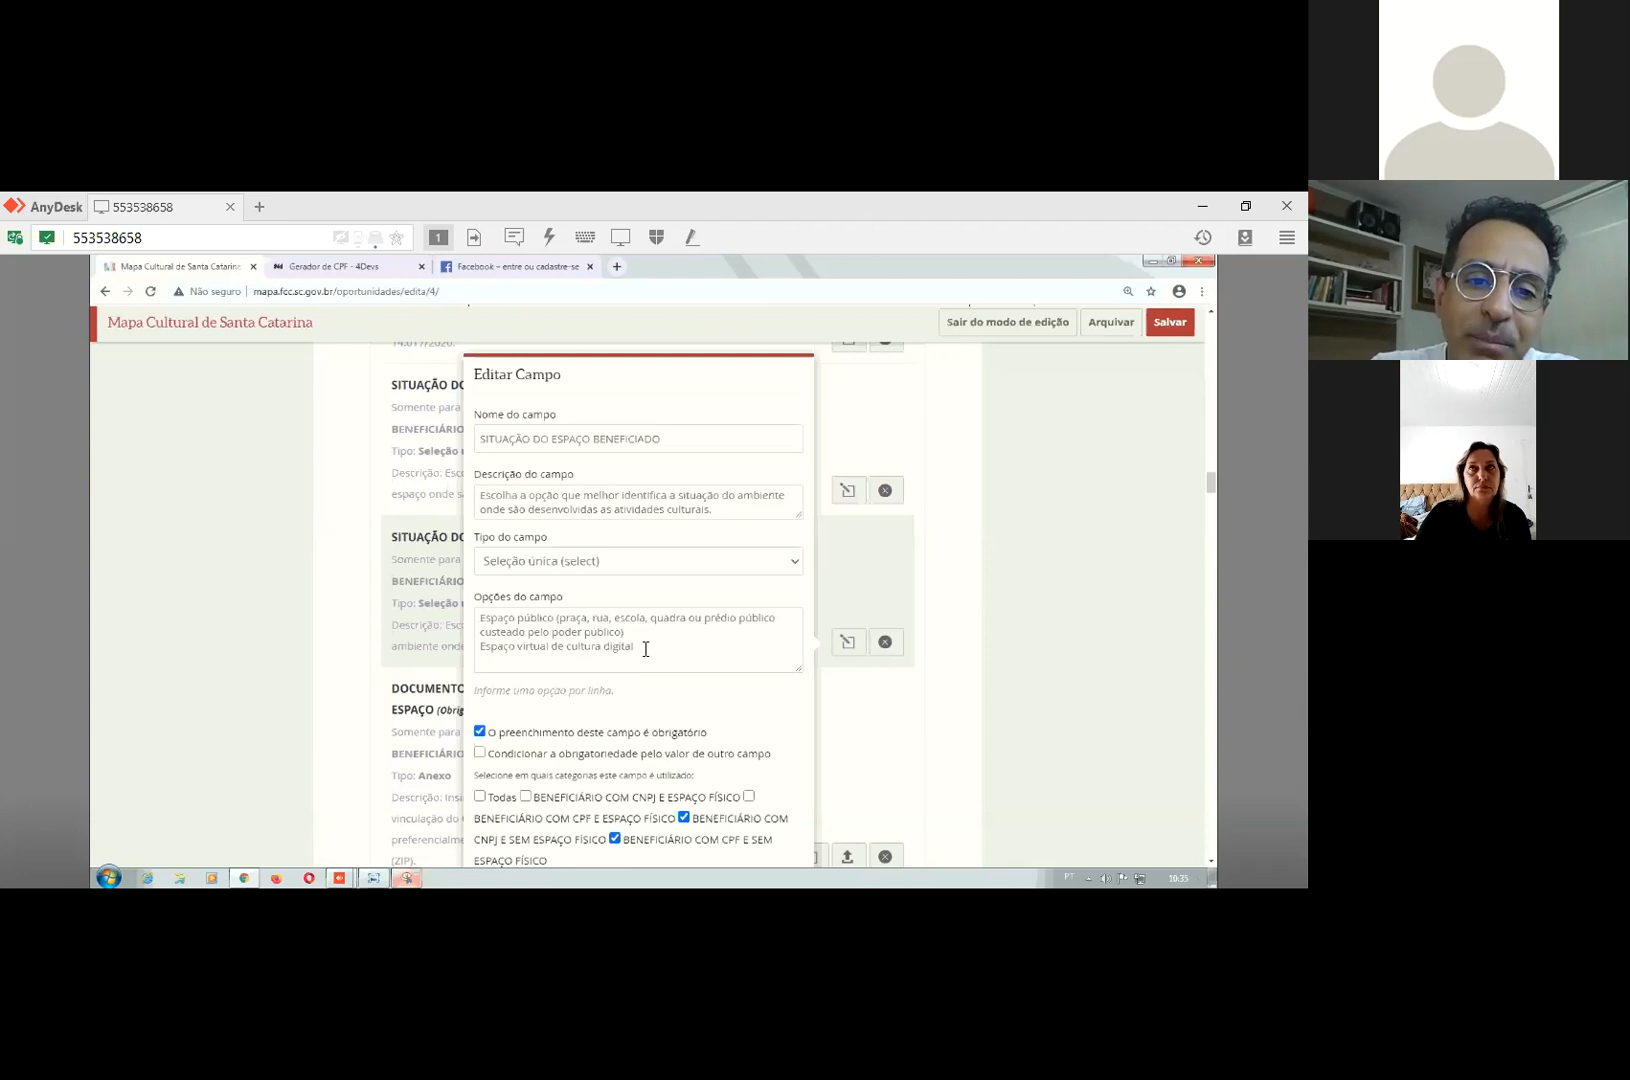 AnyDesk
553538658
553538658
1
Mapa Cultural de Santa Catarina
Gerador de CPF - 4Devs
Facebook – entre ou cadastre-se
Não seguro
mapa.fcc.sc.gov.br/oportunidades/edita/4/
Mapa Cultural de Santa Catarina
Sair do modo de edição
Arquivar
Salvar
14.017/2020.
SITUAÇÃO DO
Somente para
BENEFICIÁRIO
Tipo: Seleção
Descrição: Esco
espaço onde s
SITUAÇÃO DO
Somente para
BENEFICIÁRIO
Tipo: Seleção
Descrição: Esco
ambiente onde
DOCUMENTO
ESPAÇO (Obrig
Somente para
BENEFICIÁRIO
Tipo: Anexo
Descrição: Inse
vinculação do
preferencialme
(ZIP).
Editar Campo
Nome do campo
SITUAÇÃO DO ESPAÇO BENEFICIADO
Descrição do campo
Escolha a opção que melhor identifica a situação do ambiente
onde são desenvolvidas as atividades culturais.
Tipo do campo
Seleção única (select)
Opções do campo
Espaço público (praça, rua, escola, quadra ou prédio público
custeado pelo poder público)
Espaço virtual de cultura digital
Informe uma opção por linha.
O preenchimento deste campo é obrigatório
Condicionar a obrigatoriedade pelo valor de outro campo
Selecione em quais categorias este campo é utilizado:
Todas BENEFICIÁRIO COM CNPJ E ESPAÇO FÍSICO
BENEFICIÁRIO COM CPF E ESPAÇO FÍSICO BENEFICIÁRIO COM
CNPJ E SEM ESPAÇO FÍSICO BENEFICIÁRIO COM CPF E SEM
ESPAÇO FÍSICO
PT
10:35